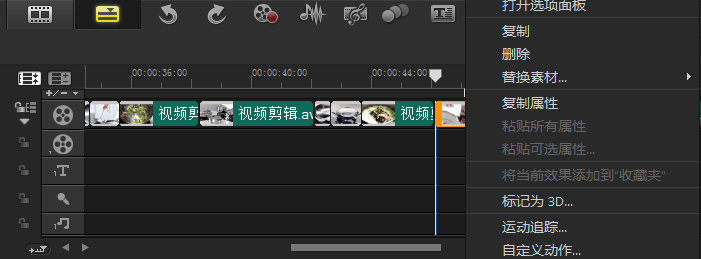 打开选项面板
复制
删除
替换素材...
复制属性
粘贴所有属性
粘贴可选属性...
将当前效果添加到"收藏夹"
标记为 3D...
运动追踪...
自定义动作...
00:00:36:00 00:00:40:00 00:00:44:00
+/-
视频剪 视频剪辑.av 视频
1
1T
1